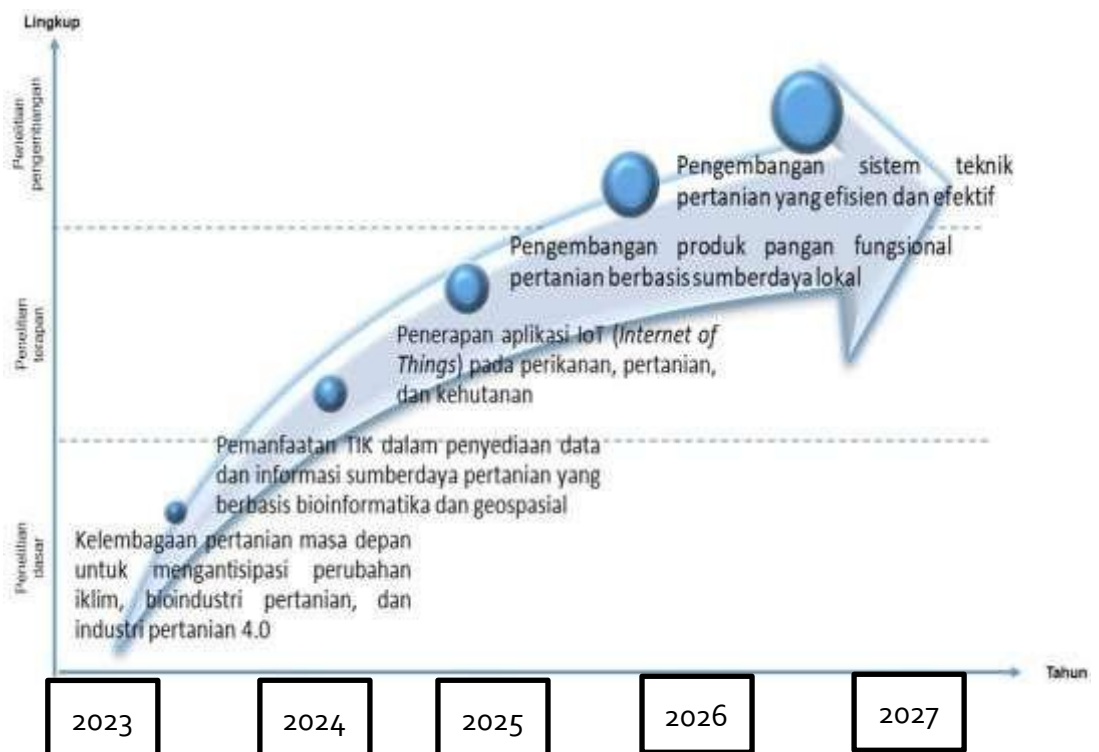 Lingkup
Penelitian
pengembangan
Pengembangan sistem teknik
pertanian yang efisien dan efektif
Pengembangan produk pangan fungsional
pertanian berbasis sumberdaya lokal
Penelitian
terapan
Penerapan aplikasi IoT (Internet of
Things) pada perikanan, pertanian,
dan kehutanan
Pemanfaatan TIK dalam penyediaan data
dan informasi sumberdaya pertanian yang
berbasis bioinformatika dan geospasial
Penelitian
dasar
Kelembagaan pertanian masa depan
untuk mengantisipasi perubahan
iklim, bioindustri pertanian, dan
industri pertanian 4.0
Tahun
2023
2024
2025
2026
2027